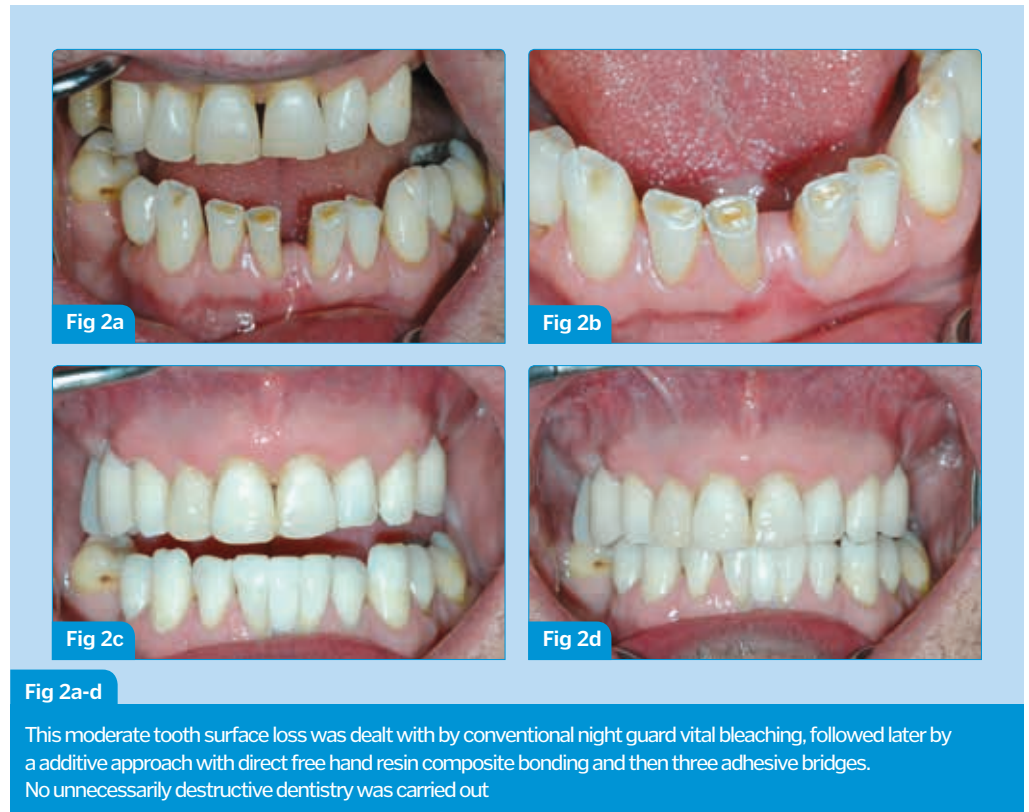 Fig 2a
Fig 2b
Fig 2c
Fig 2d
Fig 2a-d
This moderate tooth surface loss was dealt with by conventional night guard vital bleaching, followed later by
a additive approach with direct free hand resin composite bonding and then three adhesive bridges.
No unnecessarily destructive dentistry was carried out